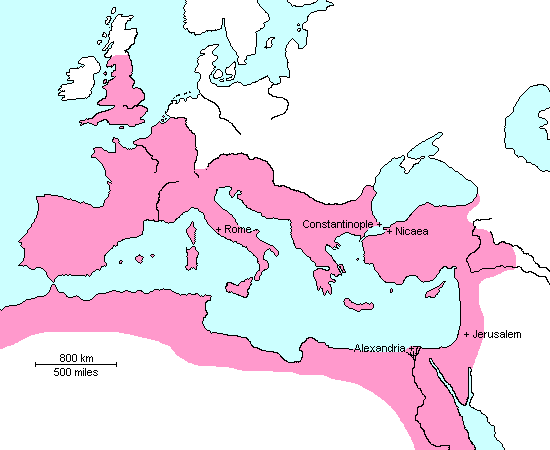 Constantinople +
+ Nicaea
+ Rome
+ Jerusalem
Alexandria +
800 km
500 miles